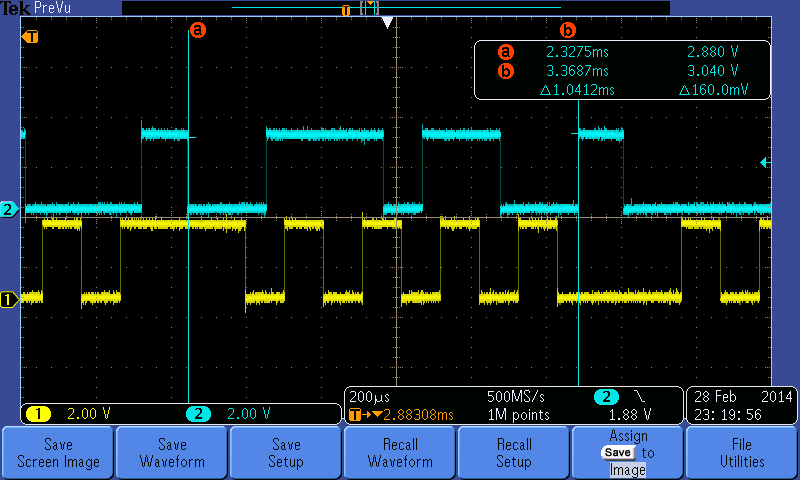 Tek PreVu
T
a
b
T
a 2.3275ms 2.880 V
b 3.3687ms 3.040 V
△1.0412ms △160.0mV
2
1
1 2.00 V 2 2.00 V
200µs 500MS/s 2
T→▼2.88308ms 1M points 1.88 V
28 Feb 2014
23:19:56
Save
Screen Image
Save
Waveform
Save
Setup
Recall
Waveform
Recall
Setup
Assign
Save to
Image
File
Utilities